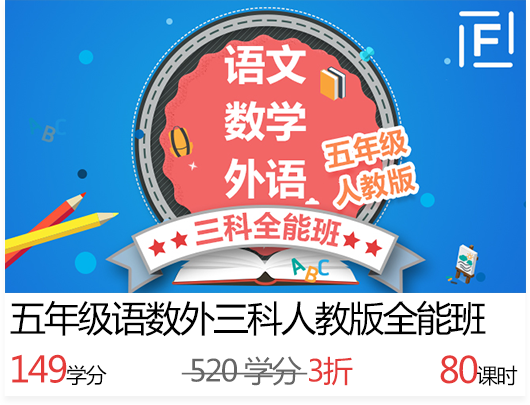 语文
数学
外语
五年级
人教版
三科全能班
ABC
ABC
F
五年级语数外三科人教版全能班
149学分 520 学分 3折 80课时